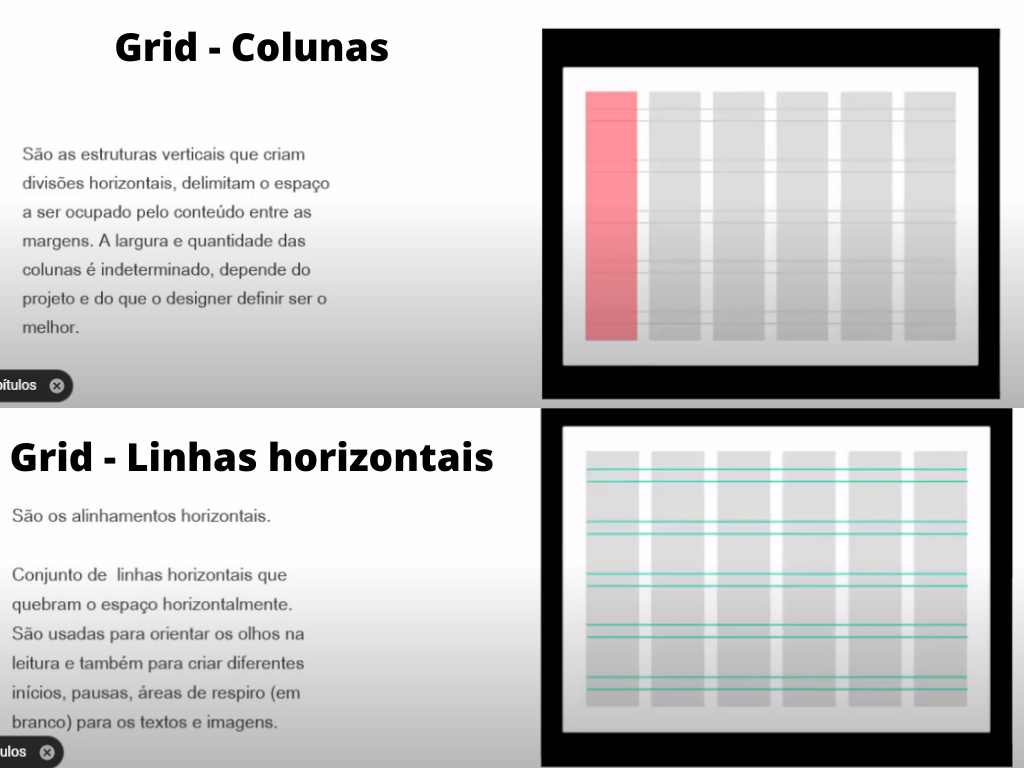 Grid - Colunas
São as estruturas verticais que criam
divisões horizontais, delimitam o espaço
a ser ocupado pelo conteúdo entre as
margens. A largura e quantidade das
colunas é indeterminado, depende do
projeto e do que o designer definir ser o
melhor.
pítulos
Grid - Linhas horizontais
São os alinhamentos horizontais.
Conjunto de  linhas horizontais que
quebram o espaço horizontalmente.
São usadas para orientar os olhos na
leitura e também para criar diferentes
inícios, pausas, áreas de respiro (em
branco) para os textos e imagens.
ulos